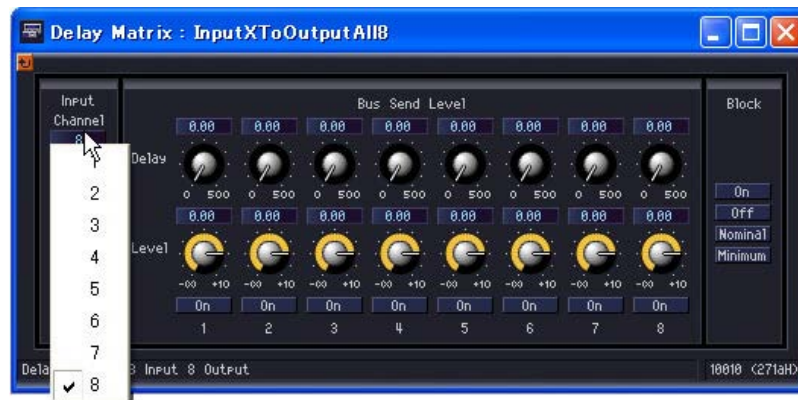 Delay Matrix : InputXToOutputAll8
Input
Channel
8
1
2
3
4
5
6
7
8
Bus Send Level
0.00 0.00 0.00 0.00 0.00 0.00 0.00 0.00
Delay
0 500 0 500 0 500 0 500 0 500 0 500 0 500 0 500
0.00 0.00 0.00 0.00 0.00 0.00 0.00 0.00
Level
-∞ +10 -∞ +10 -∞ +10 -∞ +10 -∞ +10 -∞ +10 -∞ +10 -∞ +10
On On On On On On On On
1 2 3 4 5 6 7 8
Block
On
Off
Nominal
Minimum
Input 8 Output
10010 (271aH)